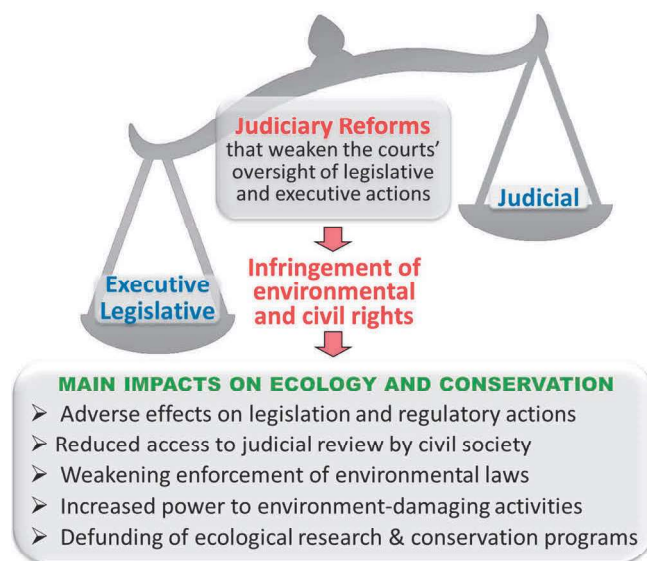 Judiciary Reforms
that weaken the courts'
oversight of legislative
and executive actions
Judicial
Executive
Legislative
Infringement of
environmental
and civil rights
MAIN IMPACTS ON ECOLOGY AND CONSERVATION
➢ Adverse effects on legislation and regulatory actions
➢ Reduced access to judicial review by civil society
➢ Weakening enforcement of environmental laws
➢ Increased power to environment-damaging activities
➢ Defunding of ecological research & conservation programs